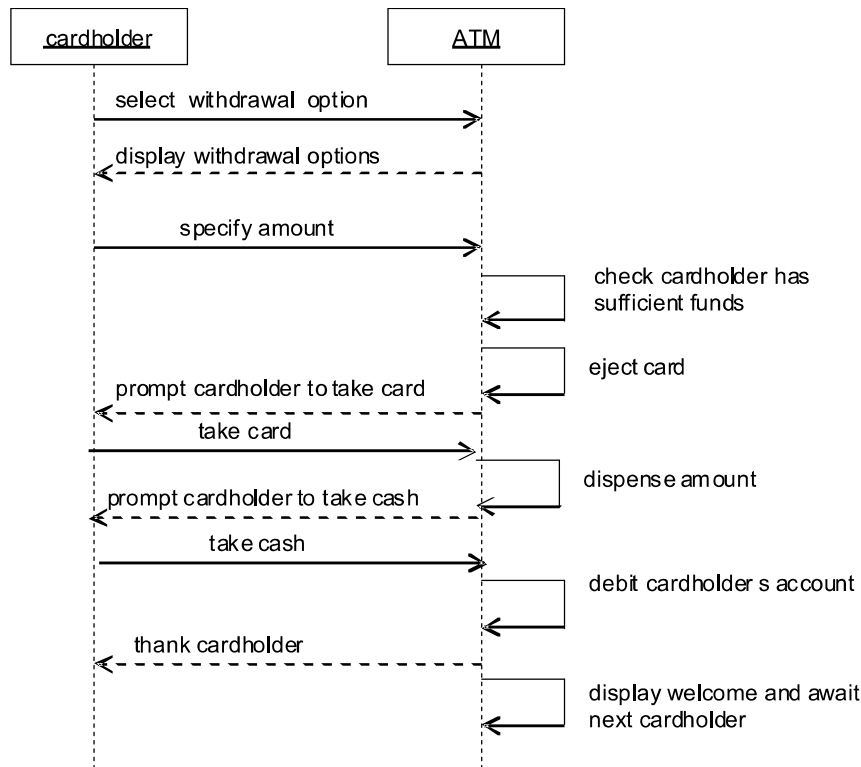 cardholder
ATM
select withdrawal option
display withdrawal options
specify amount
check cardholder has
sufficient funds
eject card
prompt cardholder to take card
take card
dispense amount
prompt cardholder to take cash
take cash
debit cardholder s account
thank cardholder
display welcome and await
next cardholder